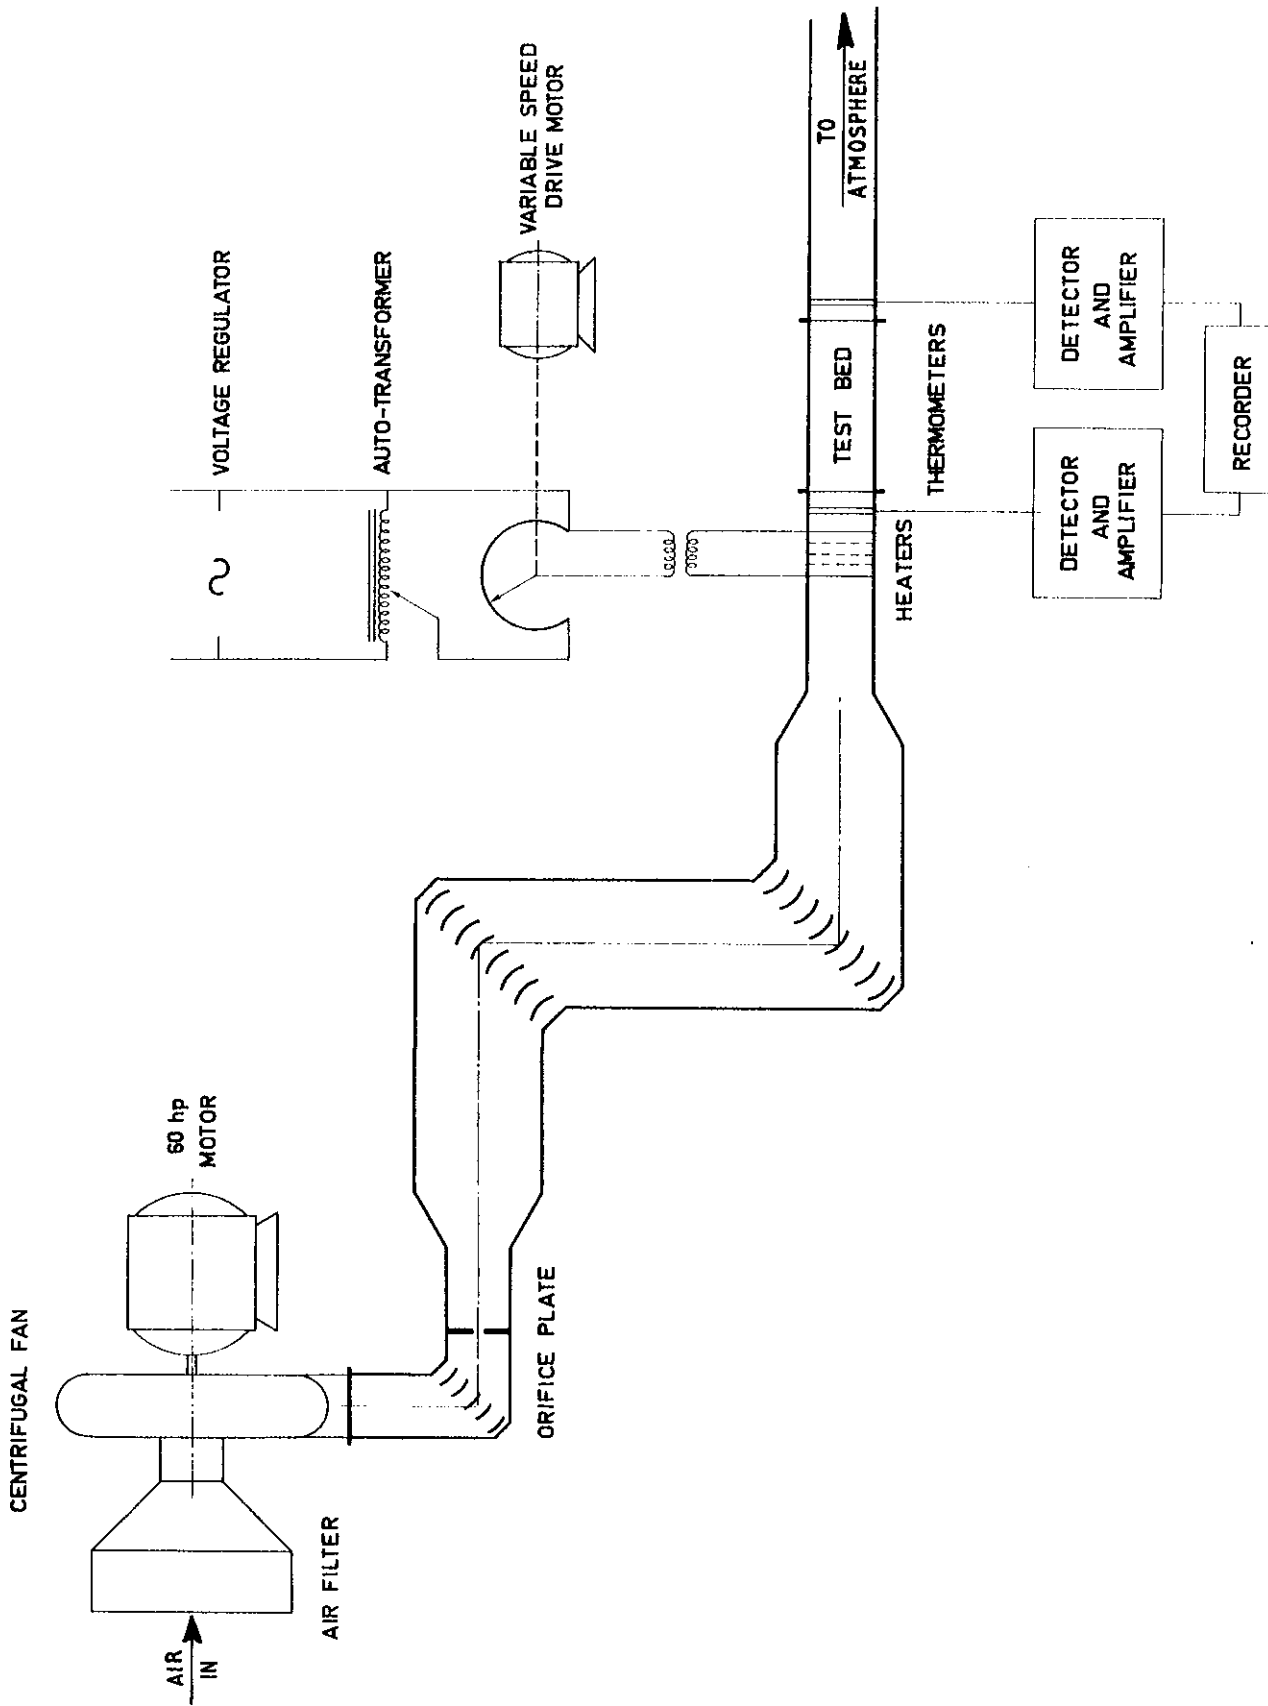 CENTRIFUGAL FAN
60 hp
MOTOR
AIR
IN
AIR FILTER
ORIFICE PLATE
VOLTAGE REGULATOR
AUTO-TRANSFORMER
VARIABLE SPEED
DRIVE MOTOR
HEATERS
TEST BED
THERMOMETERS
TO
ATMOSPHERE
DETECTOR
AND
AMPLIFIER
DETECTOR
AND
AMPLIFIER
RECORDER